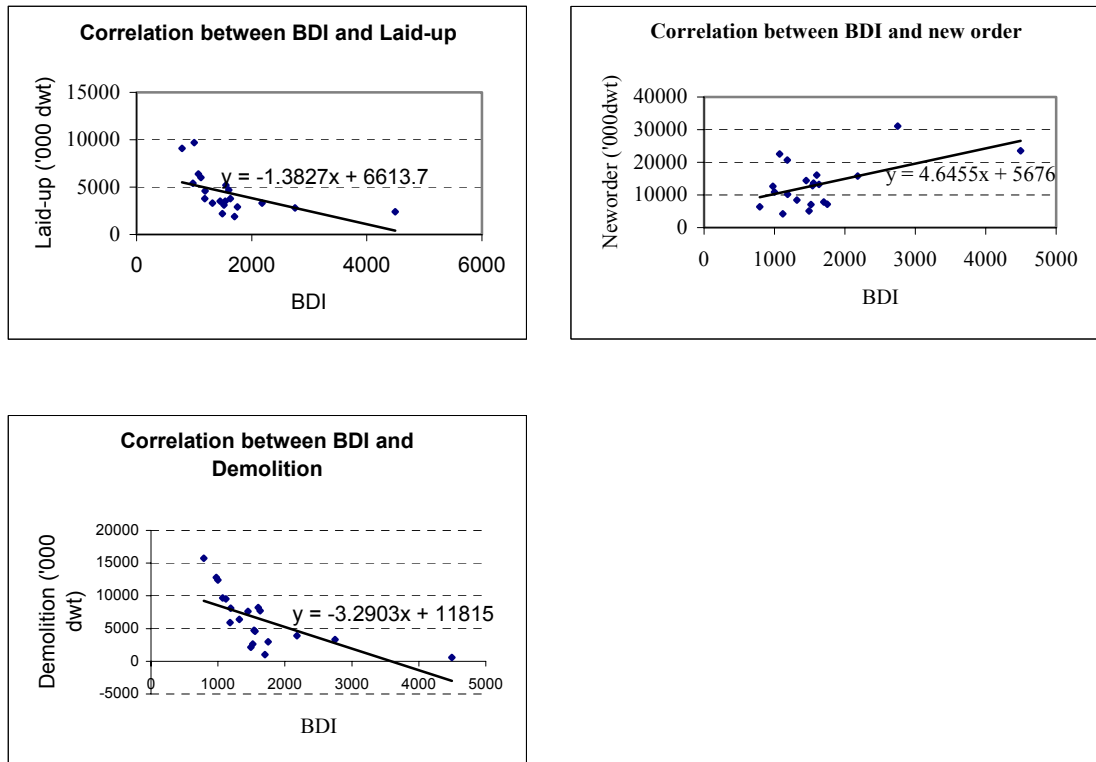 Correlation between BDI and Laid-up
15000
10000
5000
0
Laid-up ('000 dwt)
y = -1.3827x + 6613.7
0 2000 4000 6000
BDI
Correlation between BDI and new order
40000
30000
20000
10000
0
Neworder ('000dwt)
y = 4.6455x + 5676
0 1000 2000 3000 4000 5000
BDI
Correlation between BDI and
Demolition
20000
15000
10000
5000
0
-5000
Demolition ('000
dwt)
y = -3.2903x + 11815
0 1000 2000 3000 4000 5000
BDI